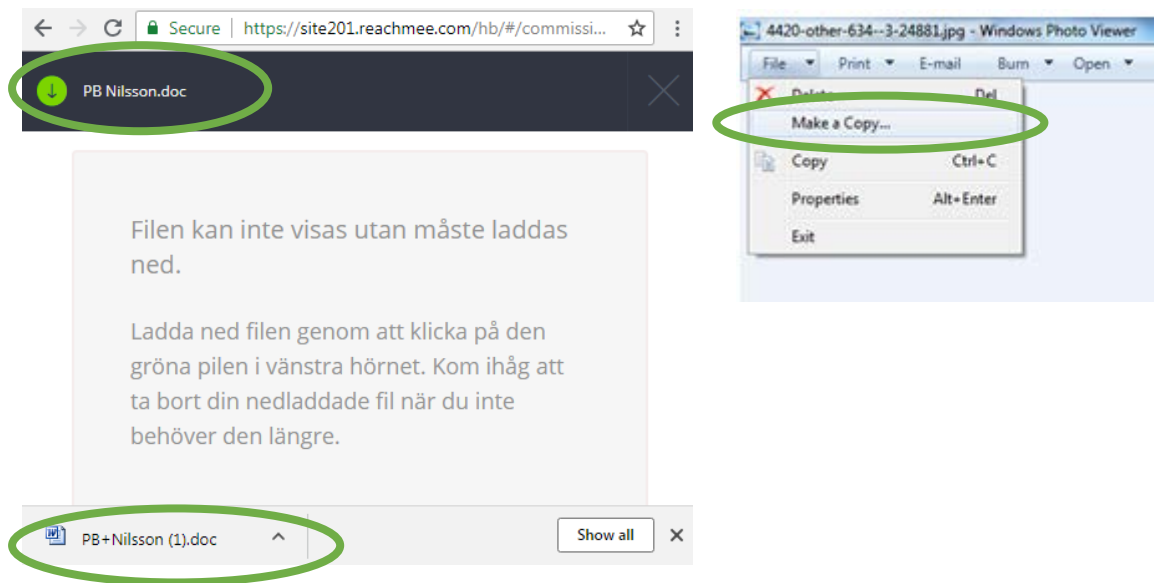 Secure https://site201.reachmee.com/hb/#/commissi...
PB Nilsson.doc
Filen kan inte visas utan måste laddas
ned.
Ladda ned filen genom att klicka på den
gröna pilen i vänstra hörnet. Kom ihåg att
ta bort din nedladdade fil när du inte
behöver den längre.
PB+Nilsson (1).doc
Show all
4420-other-634--3-24881.jpg - Windows Photo Viewer
File Print E-mail Burn Open
Delete Del
Make a Copy...
Copy Ctrl+C
Properties Alt+Enter
Exit